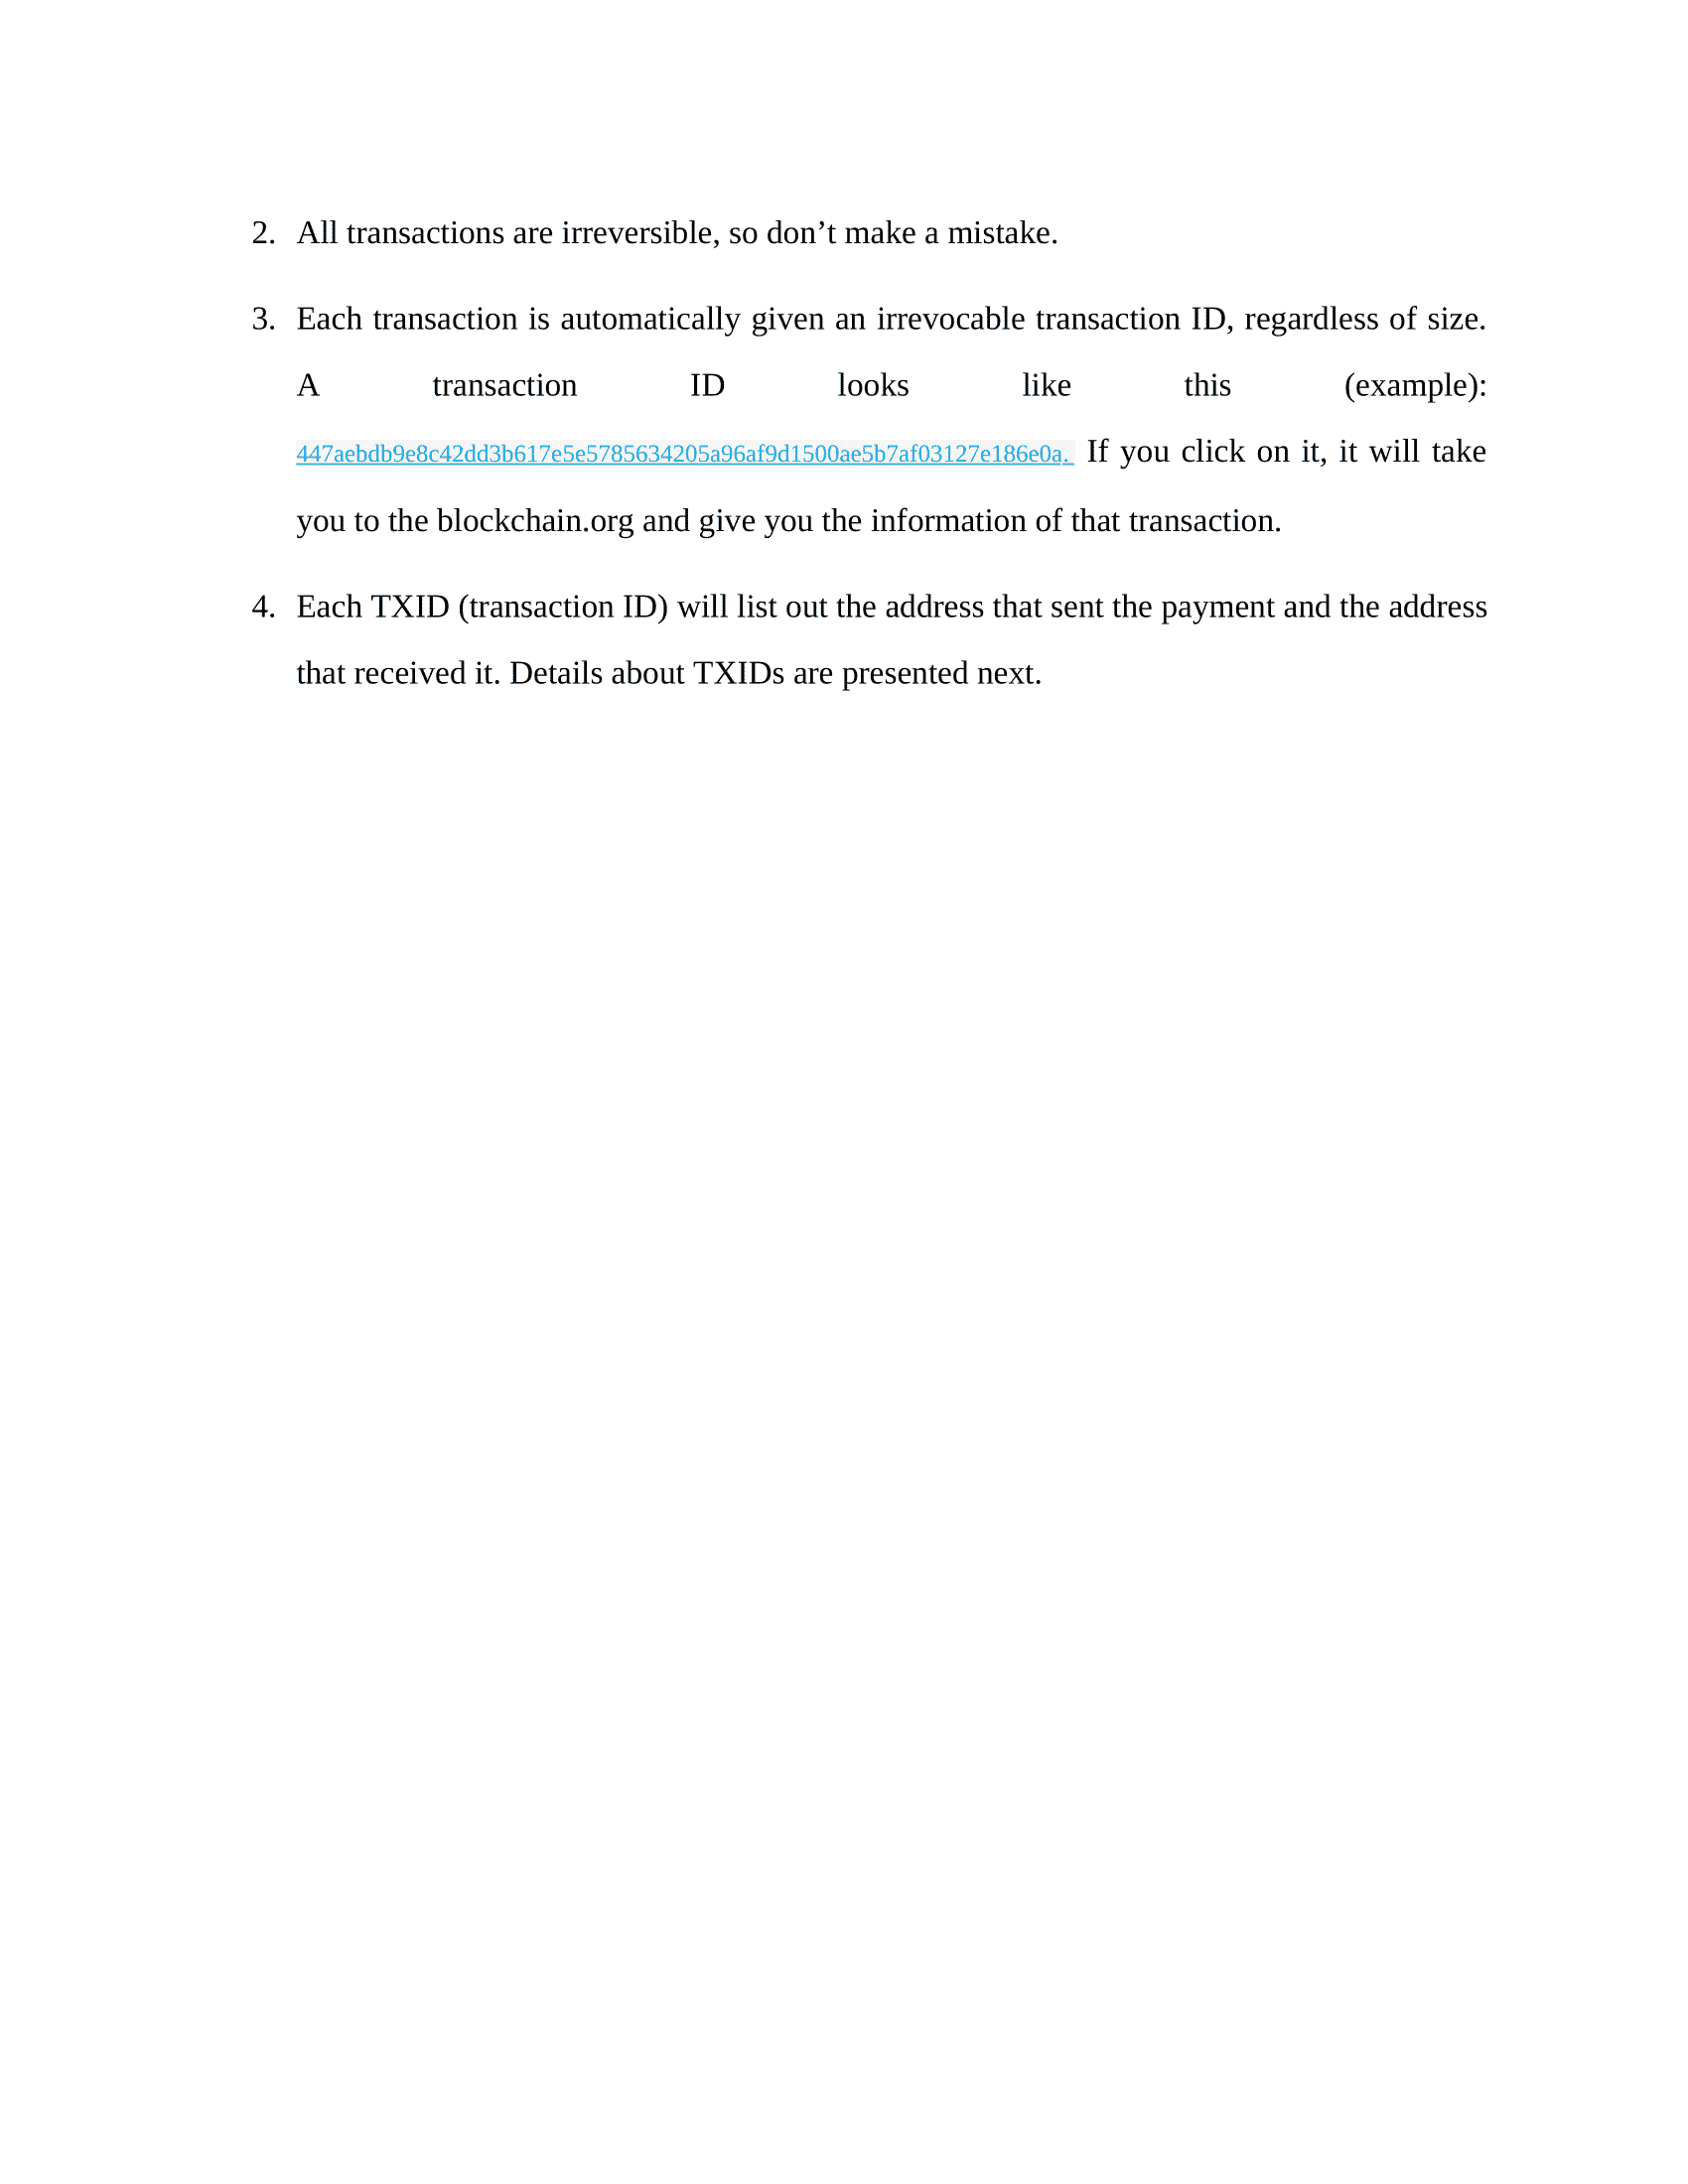 2. All transactions are irreversible, so don’t make a mistake.
3. Each transaction is automatically given an irrevocable transaction ID, regardless of size.
A transaction ID looks like this (example):
447aebdb9e8c42dd3b617e5e5785634205a96af9d1500ae5b7af03127e186e0a. If you click on it, it will take
you to the blockchain.org and give you the information of that transaction.
4. Each TXID (transaction ID) will list out the address that sent the payment and the address
that received it. Details about TXIDs are presented next.